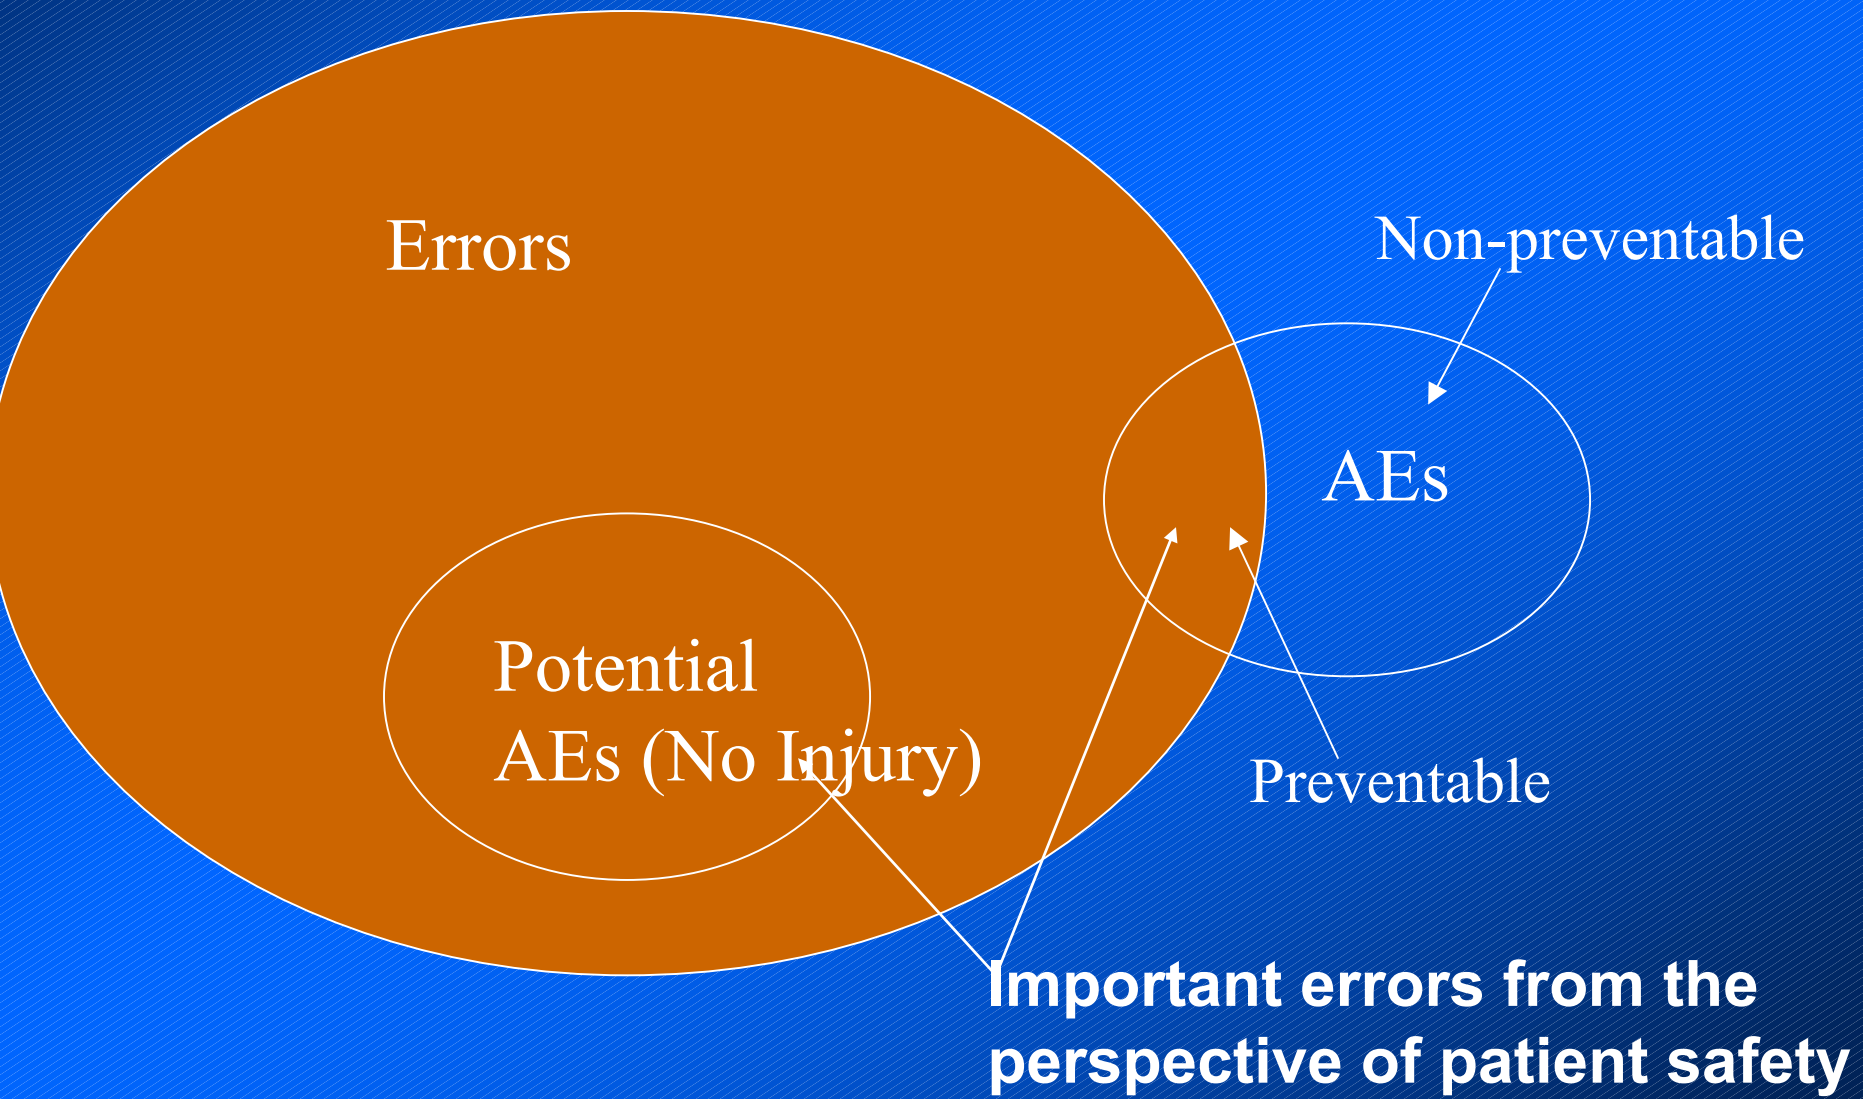 Errors
Non-preventable
AEs
Potential
AEs (No Injury)
Preventable
Important errors from the
perspective of patient safety